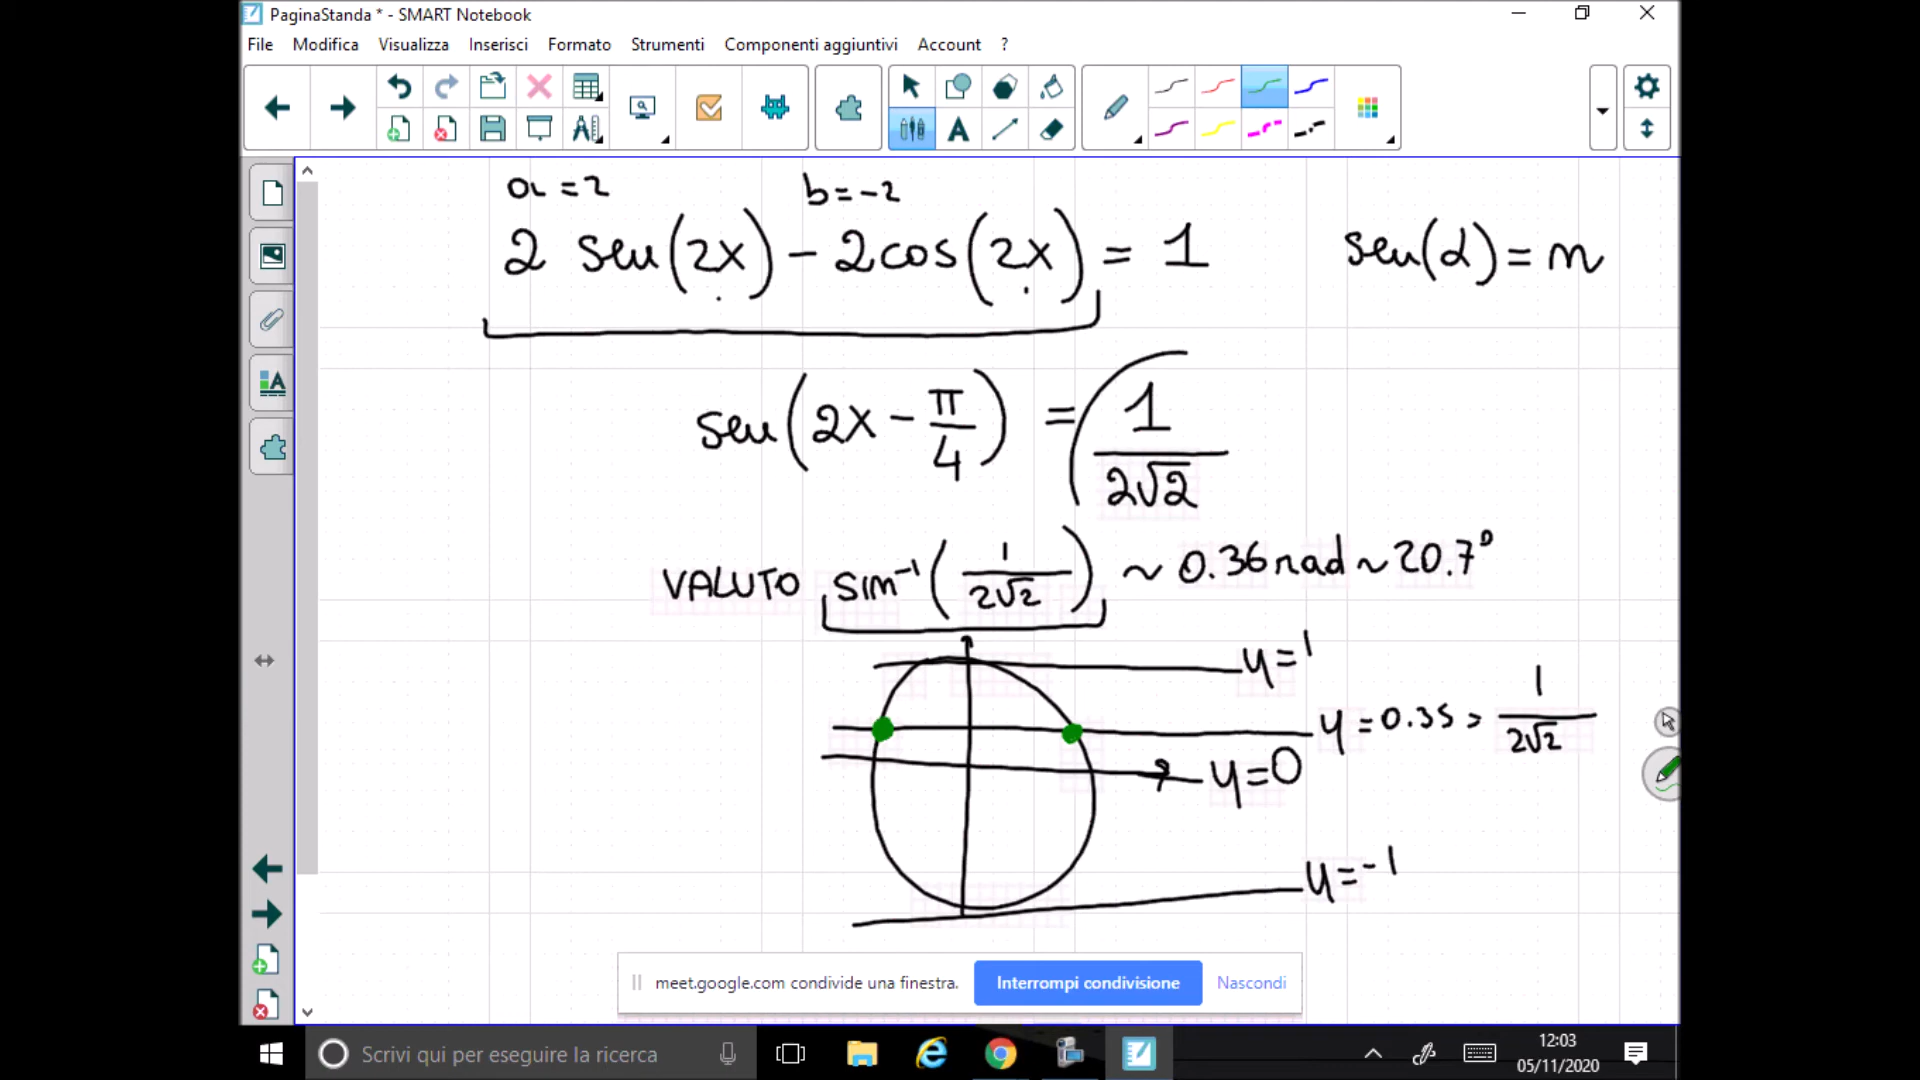 PaginaStanda * - SMART Notebook
File Modifica Visualizza Inserisci Formato Strumenti Componenti aggiuntivi Account ?
a = 2 b = -2
2 sen(2x) - 2cos(2x) = 1 sen(α) = m
sen(2x - π/4) = 1/(2√2)
VALUTO sin⁻¹(1/(2√2)) ~ 0.36 rad ~ 20.7°
y = 1
y = 0.35 = 1/(2√2)
y = 0
y = -1
meet.google.com condivide una finestra. Interrompi condivisione Nascondi
Scrivi qui per eseguire la ricerca
12:03
05/11/2020